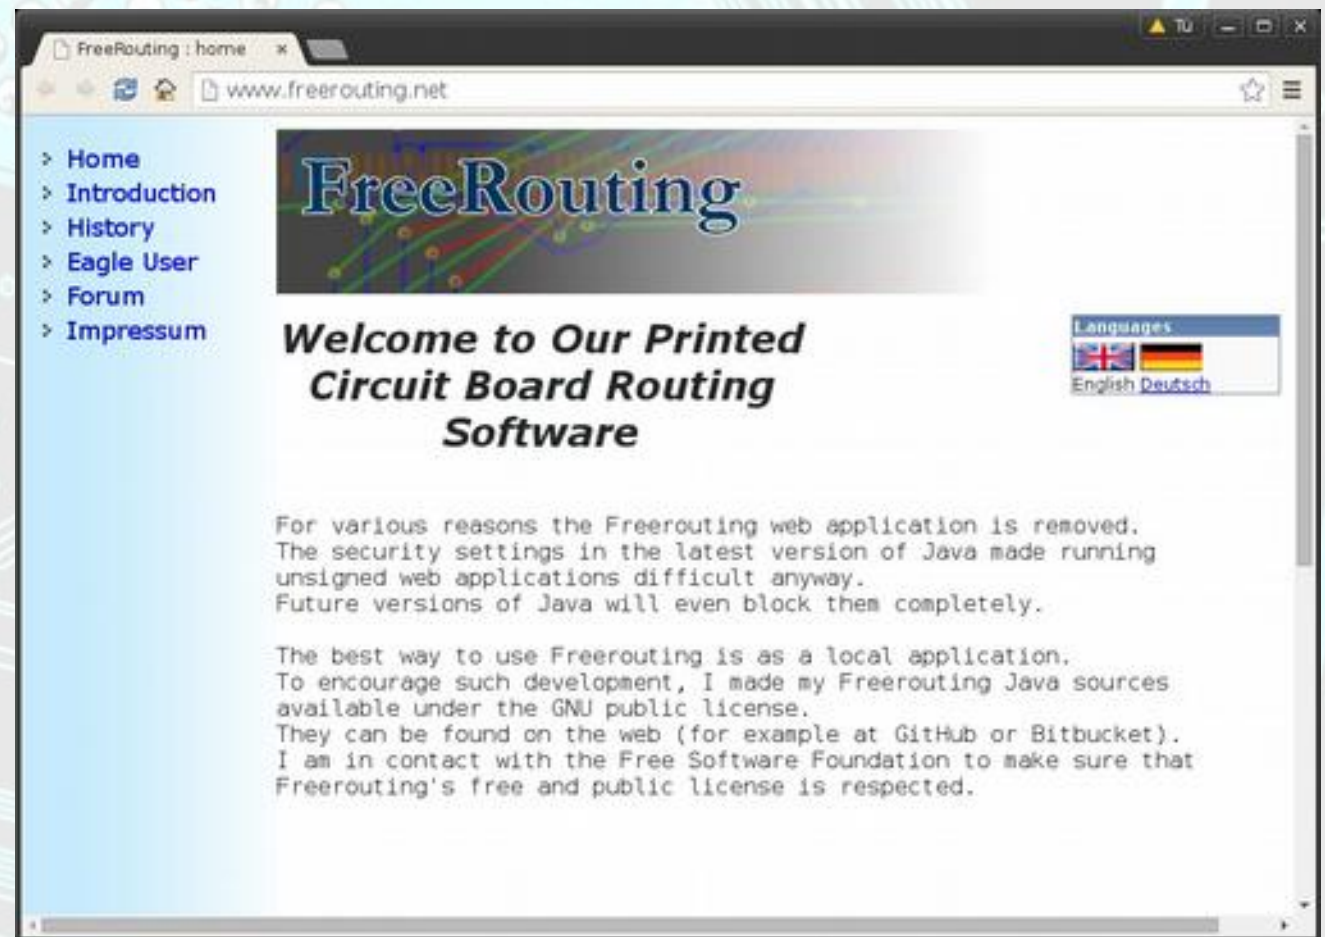 Tü
FreeRouting : home
www.freerouting.net
Home
Introduction
History
Eagle User
Forum
Impressum
FreeRouting
Welcome to Our Printed
Circuit Board Routing
Software
Languages
English Deutsch
For various reasons the Freerouting web application is removed.
The security settings in the latest version of Java made running
unsigned web applications difficult anyway.
Future versions of Java will even block them completely.
The best way to use Freerouting is as a local application.
To encourage such development, I made my Freerouting Java sources
available under the GNU public license.
They can be found on the web (for example at GitHub or Bitbucket).
I am in contact with the Free Software Foundation to make sure that
Freerouting's free and public license is respected.